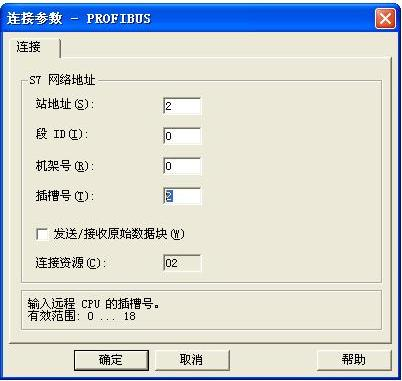 连接参数 - PROFIBUS
连接
S7 网络地址
站地址(S): 2
段 ID(I): 0
机架号(R): 0
插槽号(T): 2
发送/接收原始数据块(W)
连接资源(C): 02
输入远程 CPU 的插槽号。
有效范围: 0 ... 18
确定 取消 帮助